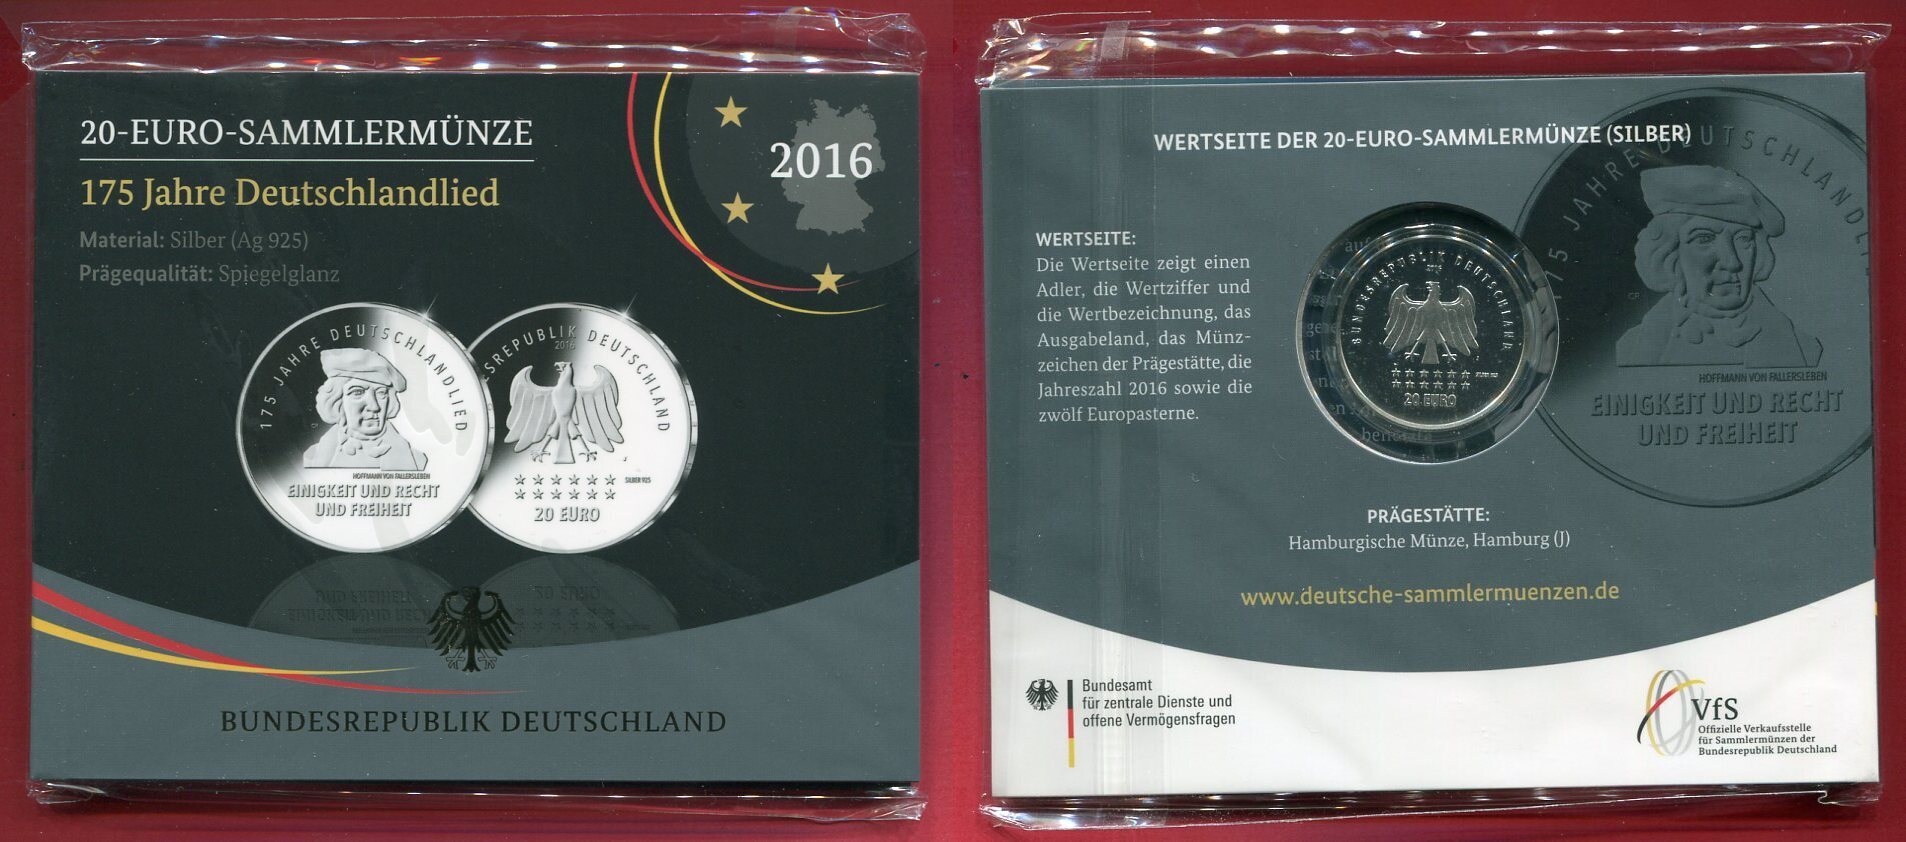 20-EURO-SAMMLERMÜNZE
175 Jahre Deutschlandlied
Material: Silber (Ag 925)
Prägequalität: Spiegelglanz
2016
175 JAHRE DEUTSCHLANDLIED
HOFFMANN VON FALLERSLEBEN
EINIGKEIT UND RECHT
UND FREIHEIT
ESREPUBLIK DEUTSCHLAND
2016
SILBER 925
20 EURO
BUNDESREPUBLIK DEUTSCHLAND
WERTSEITE DER 20-EURO-SAMMLERMÜNZE (SILBER)
WERTSEITE:
Die Wertseite zeigt einen
Adler, die Wertziffer und
die Wertbezeichnung, das
Ausgabeland, das Münz-
zeichen der Prägestätte, die
Jahreszahl 2016 sowie die
zwölf Europasterne.
BUNDESREPUBLIK DEUTSCHLAND
2016
20 EURO
175 JAHRE DEUTSCHLANDL
CR
HOFFMANN VON FALLERSLEBEN
EINIGKEIT UND RECHT
UND FREIHEIT
PRÄGESTÄTTE:
Hamburgische Münze, Hamburg (J)
www.deutsche-sammlermuenzen.de
Bundesamt
für zentrale Dienste und
offene Vermögensfragen
VfS
Offizielle Verkaufsstelle
für Sammlermünzen der
Bundesrepublik Deutschland